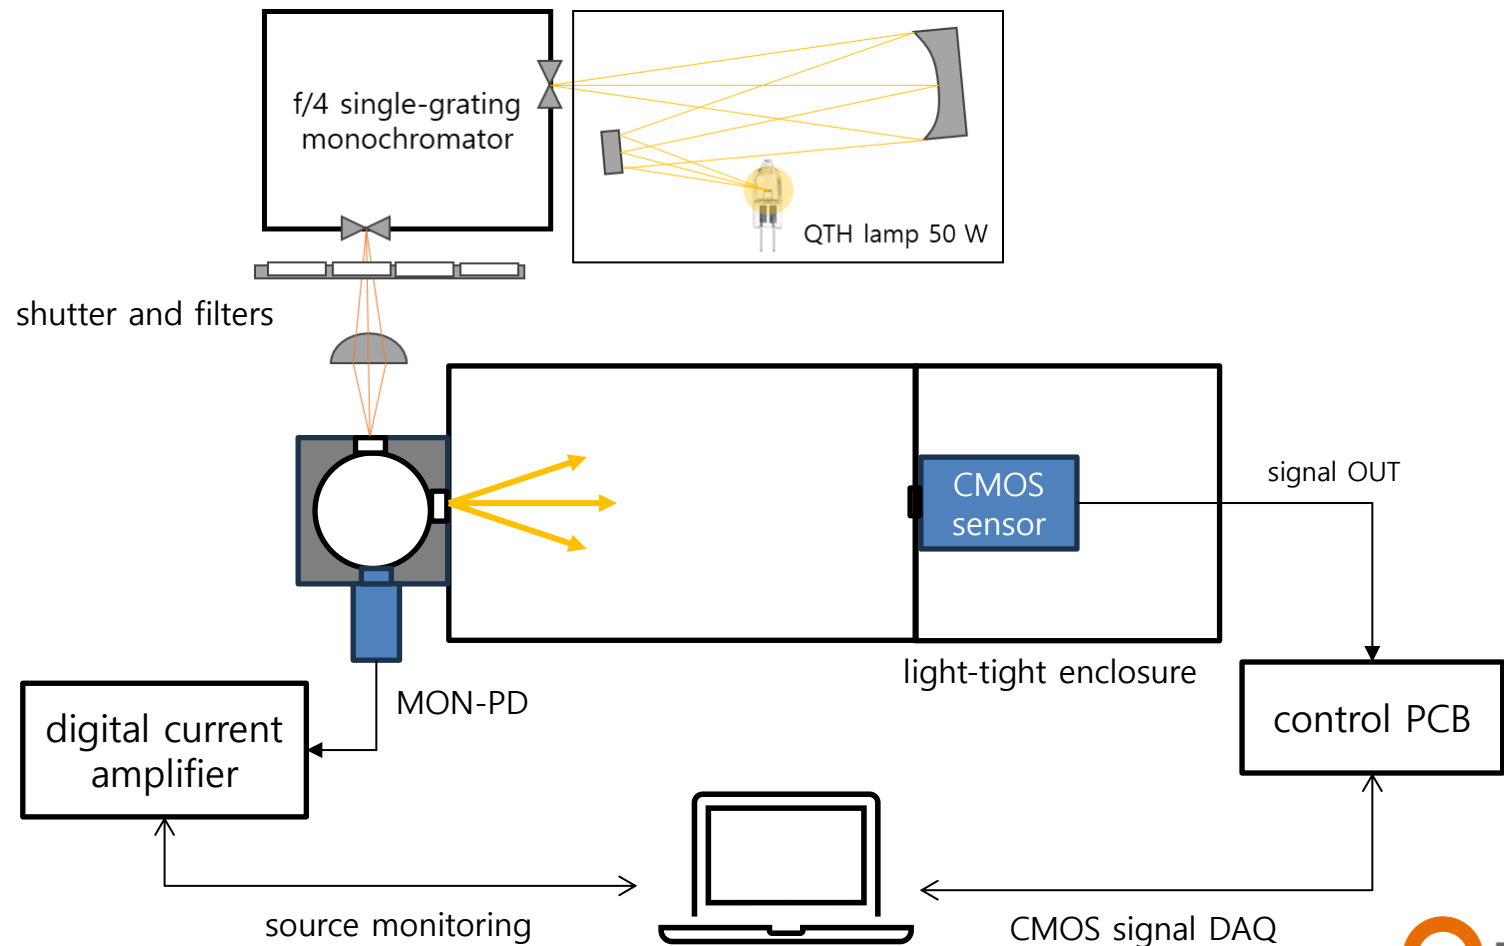 f/4 single-grating
monochromator
QTH lamp 50 W
shutter and filters
CMOS
sensor
signal OUT
light-tight enclosure
MON-PD
digital current
amplifier
control PCB
source monitoring
CMOS signal DAQ